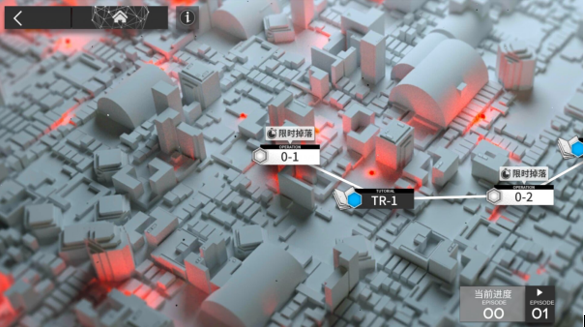 限时掉落
OPERATION
0-1
TUTORIAL
TR-1
限时掉落
OPERATION
0-2
当前进度
EPISODE
00
EPISODE
01